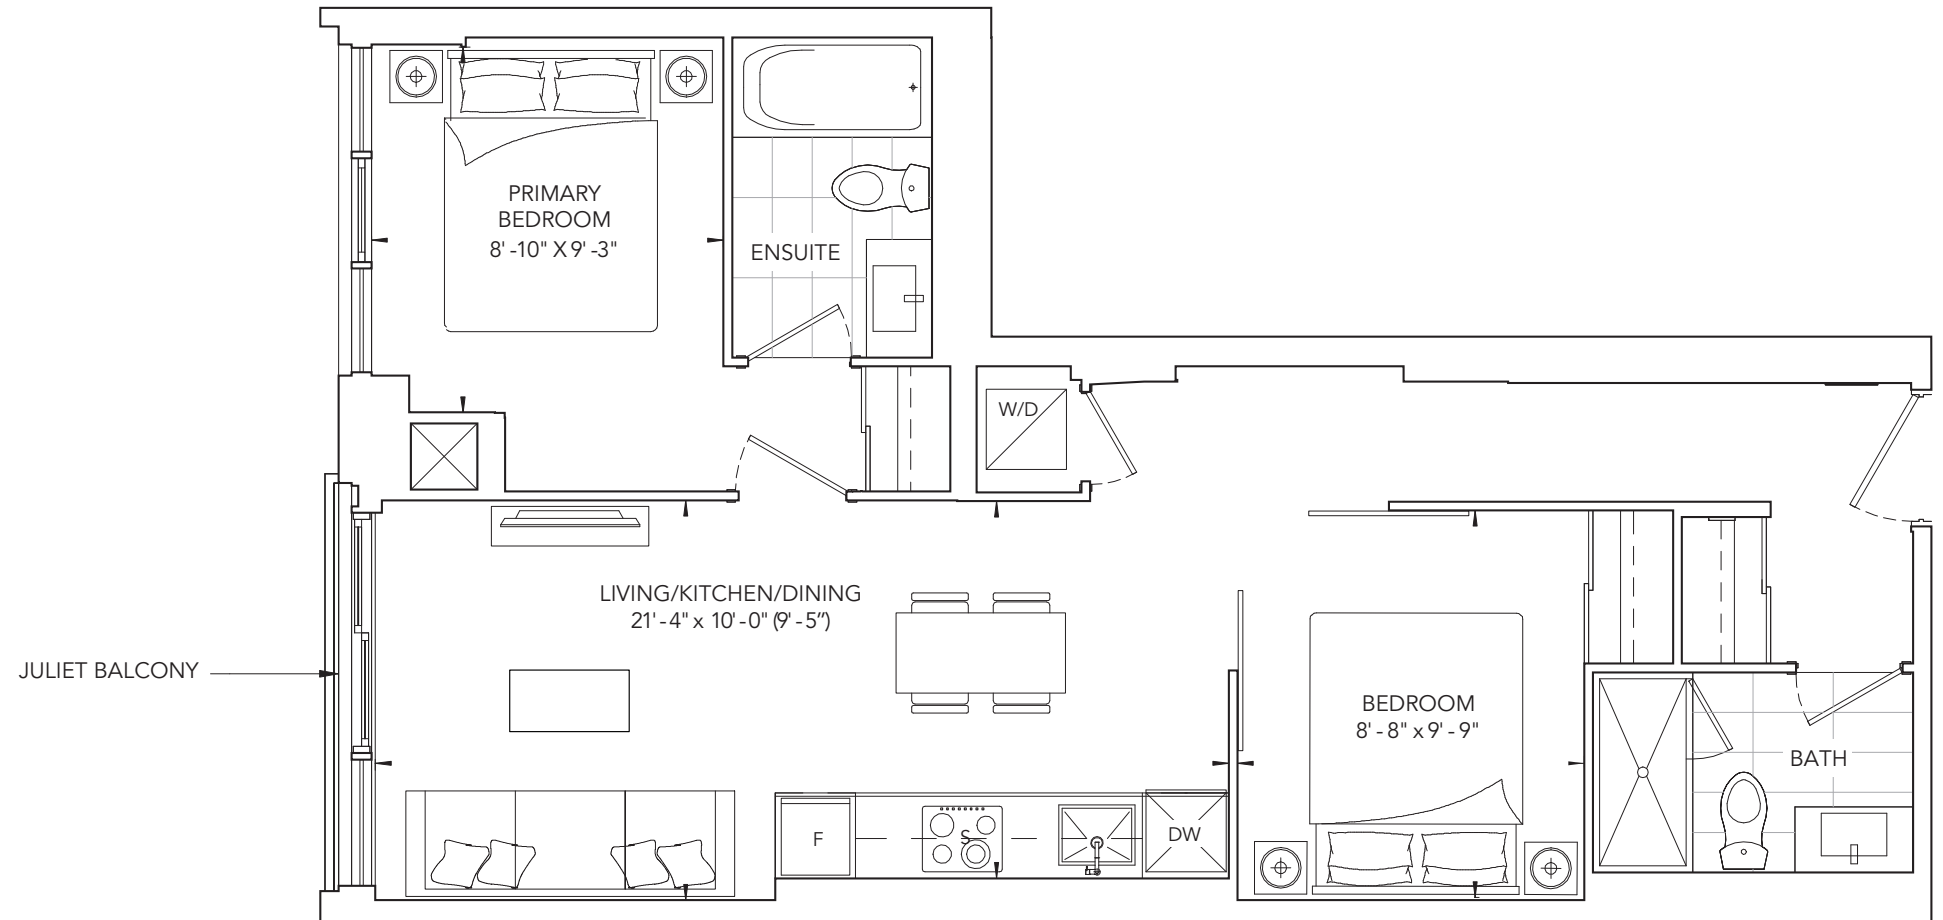 PRIMARY
BEDROOM
8'-10" X 9'-3"
ENSUITE
W/D
LIVING/KITCHEN/DINING
21'-4" x 10'-0" (9'-5")
JULIET BALCONY
BEDROOM
8'-8" x 9'-9"
BATH
F
S
DW